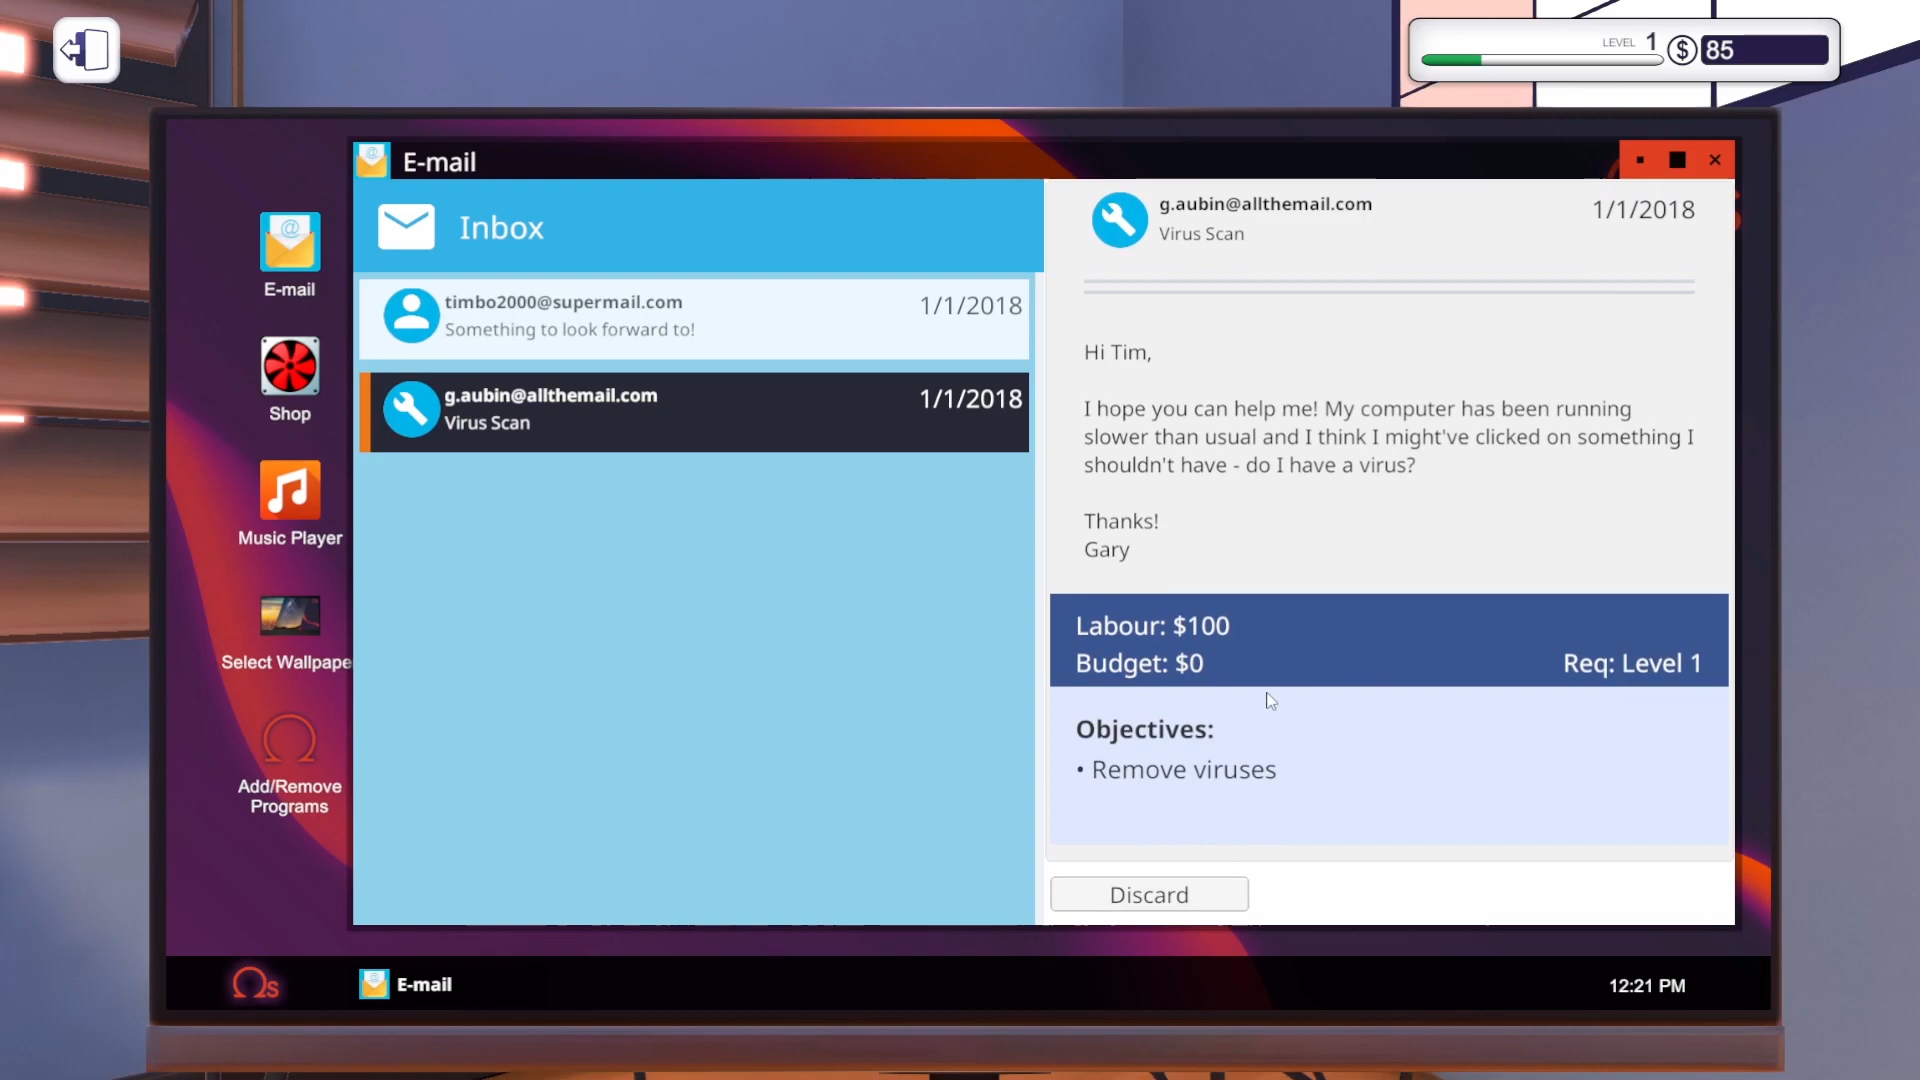 LEVEL 1
85
E-mail
Inbox
timbo2000@supermail.com
1/1/2018
Something to look forward to!
g.aubin@allthemail.com
1/1/2018
Virus Scan
g.aubin@allthemail.com
1/1/2018
Virus Scan
Hi Tim,
I hope you can help me! My computer has been running
slower than usual and I think I might've clicked on something I
shouldn't have - do I have a virus?
Thanks!
Gary
Labour: $100
Budget: $0
Req: Level 1
Objectives:
• Remove viruses
Discard
E-mail
Shop
Music Player
Select Wallpape
Add/Remove
Programs
Ωs
E-mail
12:21 PM